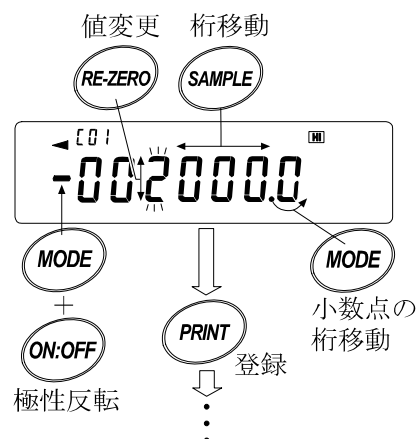 値変更 桁移動
RE-ZERO SAMPLE
C01 HI
-002000.0
MODE MODE
+ 小数点の
ON:OFF PRINT 桁移動
極性反転 登録